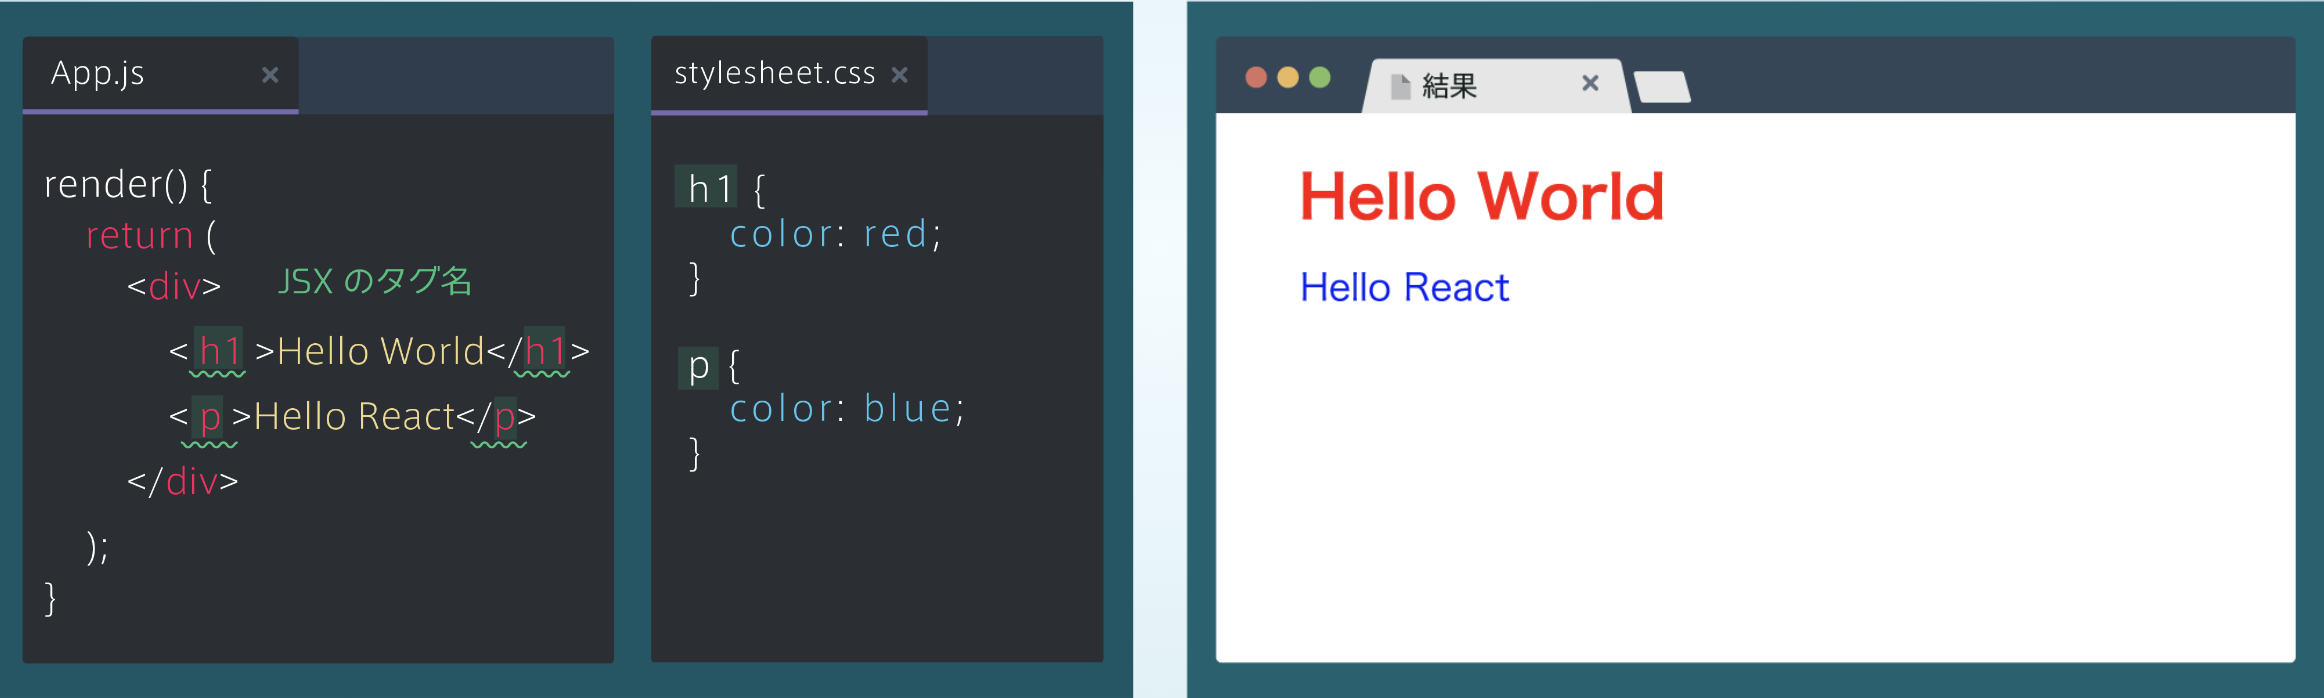 App.js
render() {
return (
<div> JSX のタグ名
< h1 >Hello World</h1>
< p >Hello React</p>
</div>
);
}
stylesheet.css
h1 {
color: red;
}
p {
color: blue;
}
結果
Hello World
Hello React